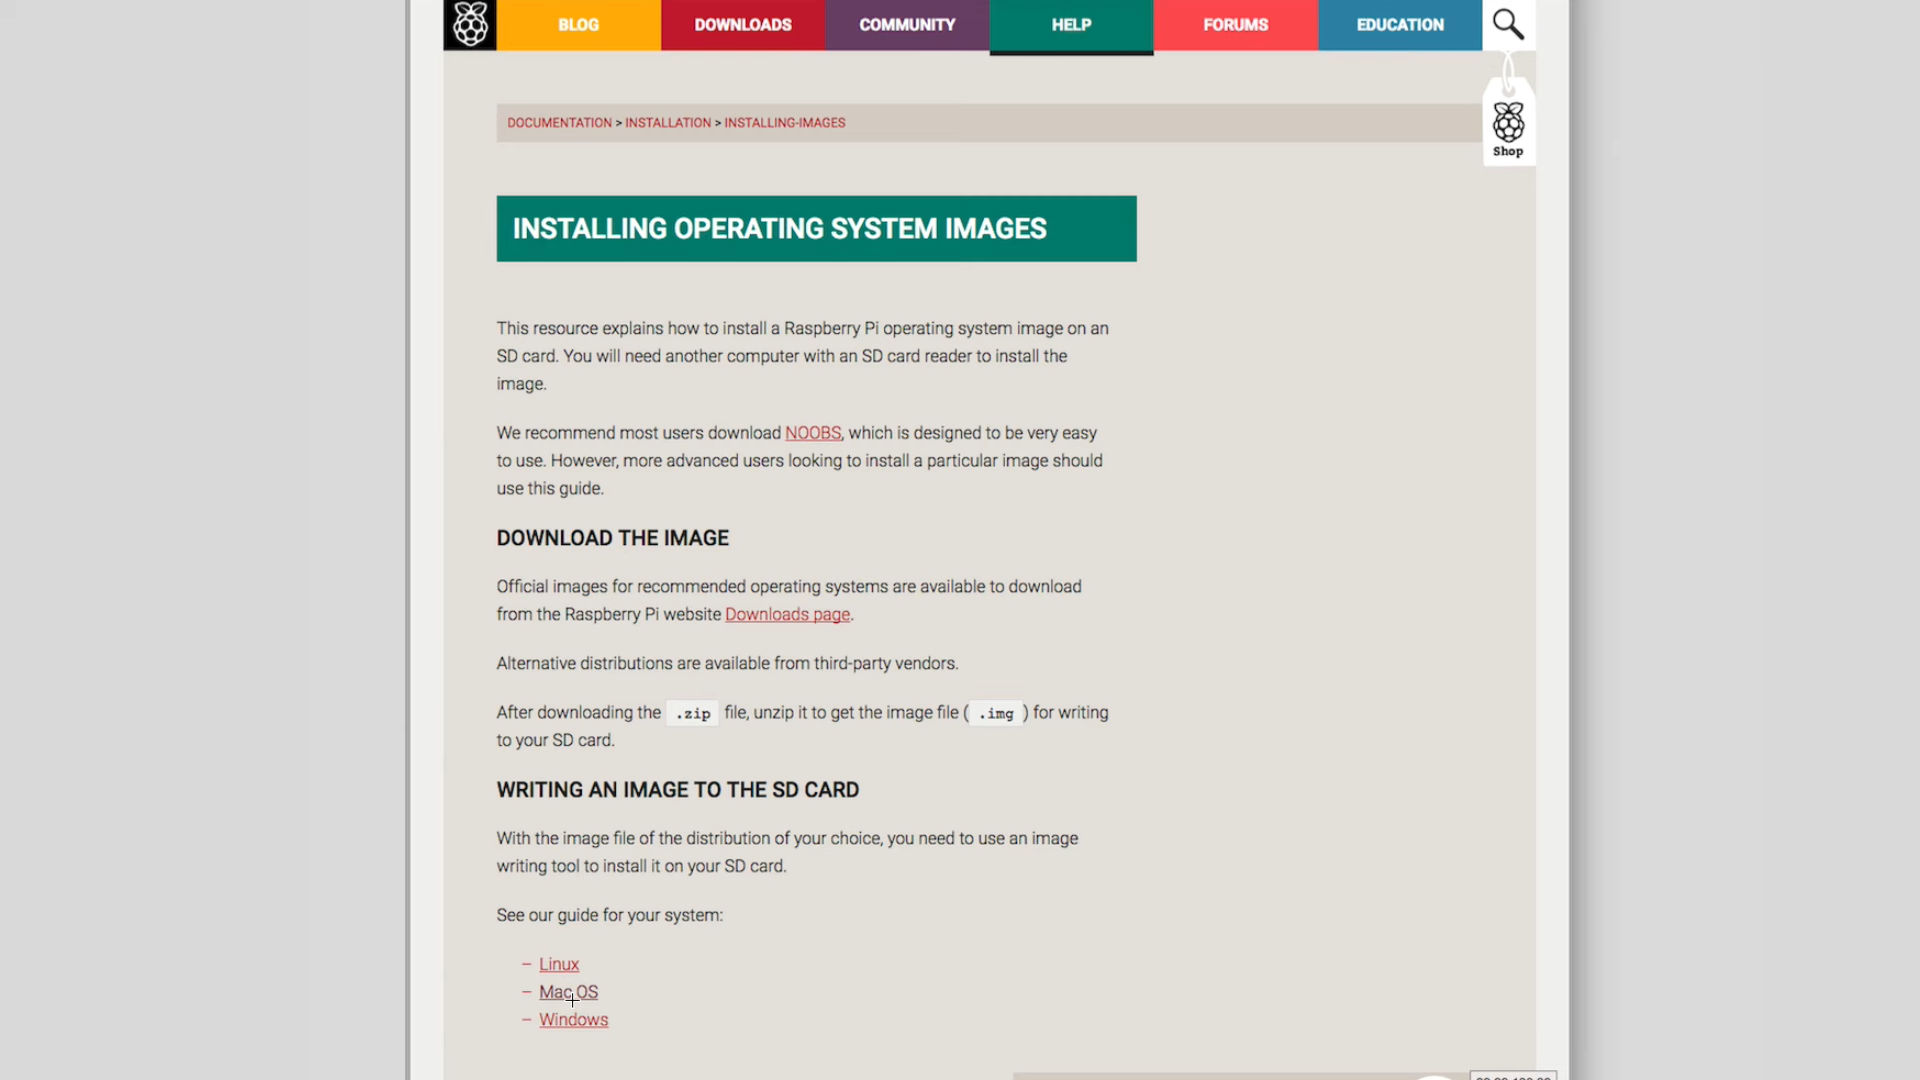 BLOG DOWNLOADS COMMUNITY HELP FORUMS EDUCATION
Shop
DOCUMENTATION > INSTALLATION > INSTALLING-IMAGES
INSTALLING OPERATING SYSTEM IMAGES
This resource explains how to install a Raspberry Pi operating system image on an
SD card. You will need another computer with an SD card reader to install the
image.
We recommend most users download NOOBS, which is designed to be very easy
to use. However, more advanced users looking to install a particular image should
use this guide.
DOWNLOAD THE IMAGE
Official images for recommended operating systems are available to download
from the Raspberry Pi website Downloads page.
Alternative distributions are available from third-party vendors.
After downloading the .zip file, unzip it to get the image file ( .img ) for writing
to your SD card.
WRITING AN IMAGE TO THE SD CARD
With the image file of the distribution of your choice, you need to use an image
writing tool to install it on your SD card.
See our guide for your system:
– Linux
– Mac OS
– Windows